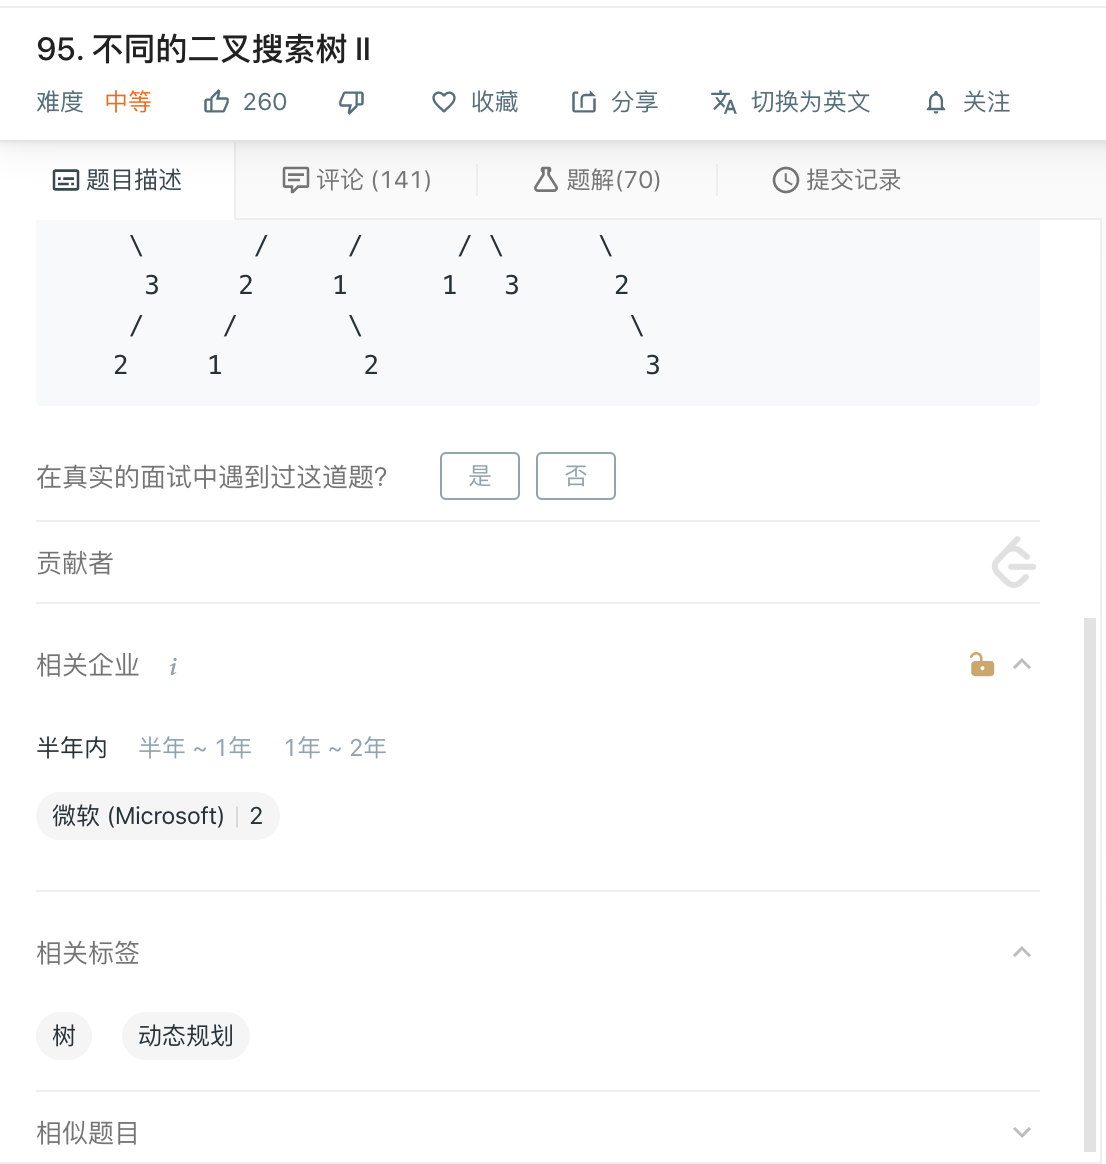 95. 不同的二叉搜索树 II
难度 中等 260 收藏 分享 切换为英文 关注
题目描述 评论 (141) 题解(70) 提交记录
\ / / / \ \
3 2 1 1 3 2
/ / \ \
2 1 2 3
在真实的面试中遇到过这道题? 是 否
贡献者
相关企业 i
半年内 半年 ~ 1年 1年 ~ 2年
微软 (Microsoft) | 2
相关标签
树 动态规划
相似题目